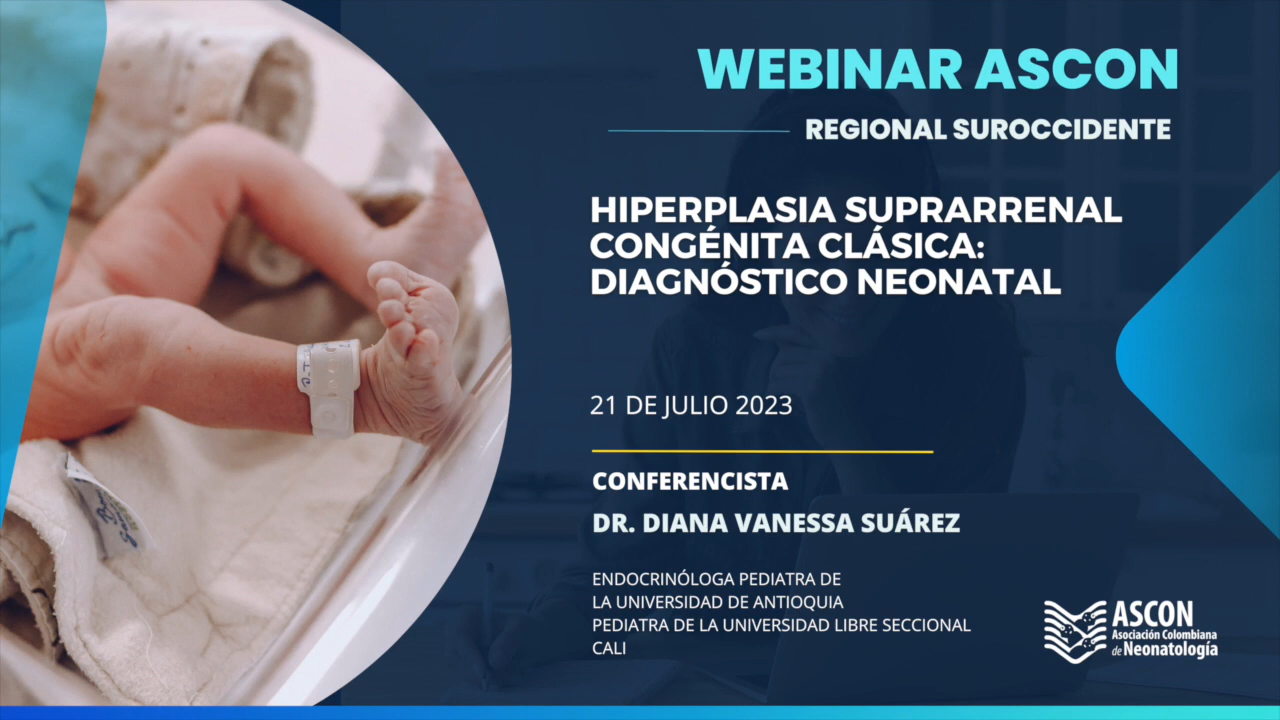 WEBINAR ASCON
REGIONAL SUROCCIDENTE
HIPERPLASIA SUPRARRENAL
CONGÉNITA CLÁSICA:
DIAGNÓSTICO NEONATAL
21 DE JULIO 2023
CONFERENCISTA
DR. DIANA VANESSA SUÁREZ
ENDOCRINÓLOGA PEDIATRA DE
LA UNIVERSIDAD DE ANTIOQUIA
PEDIATRA DE LA UNIVERSIDAD LIBRE SECCIONAL
CALI
ASCON
Asociación Colombiana
de Neonatología